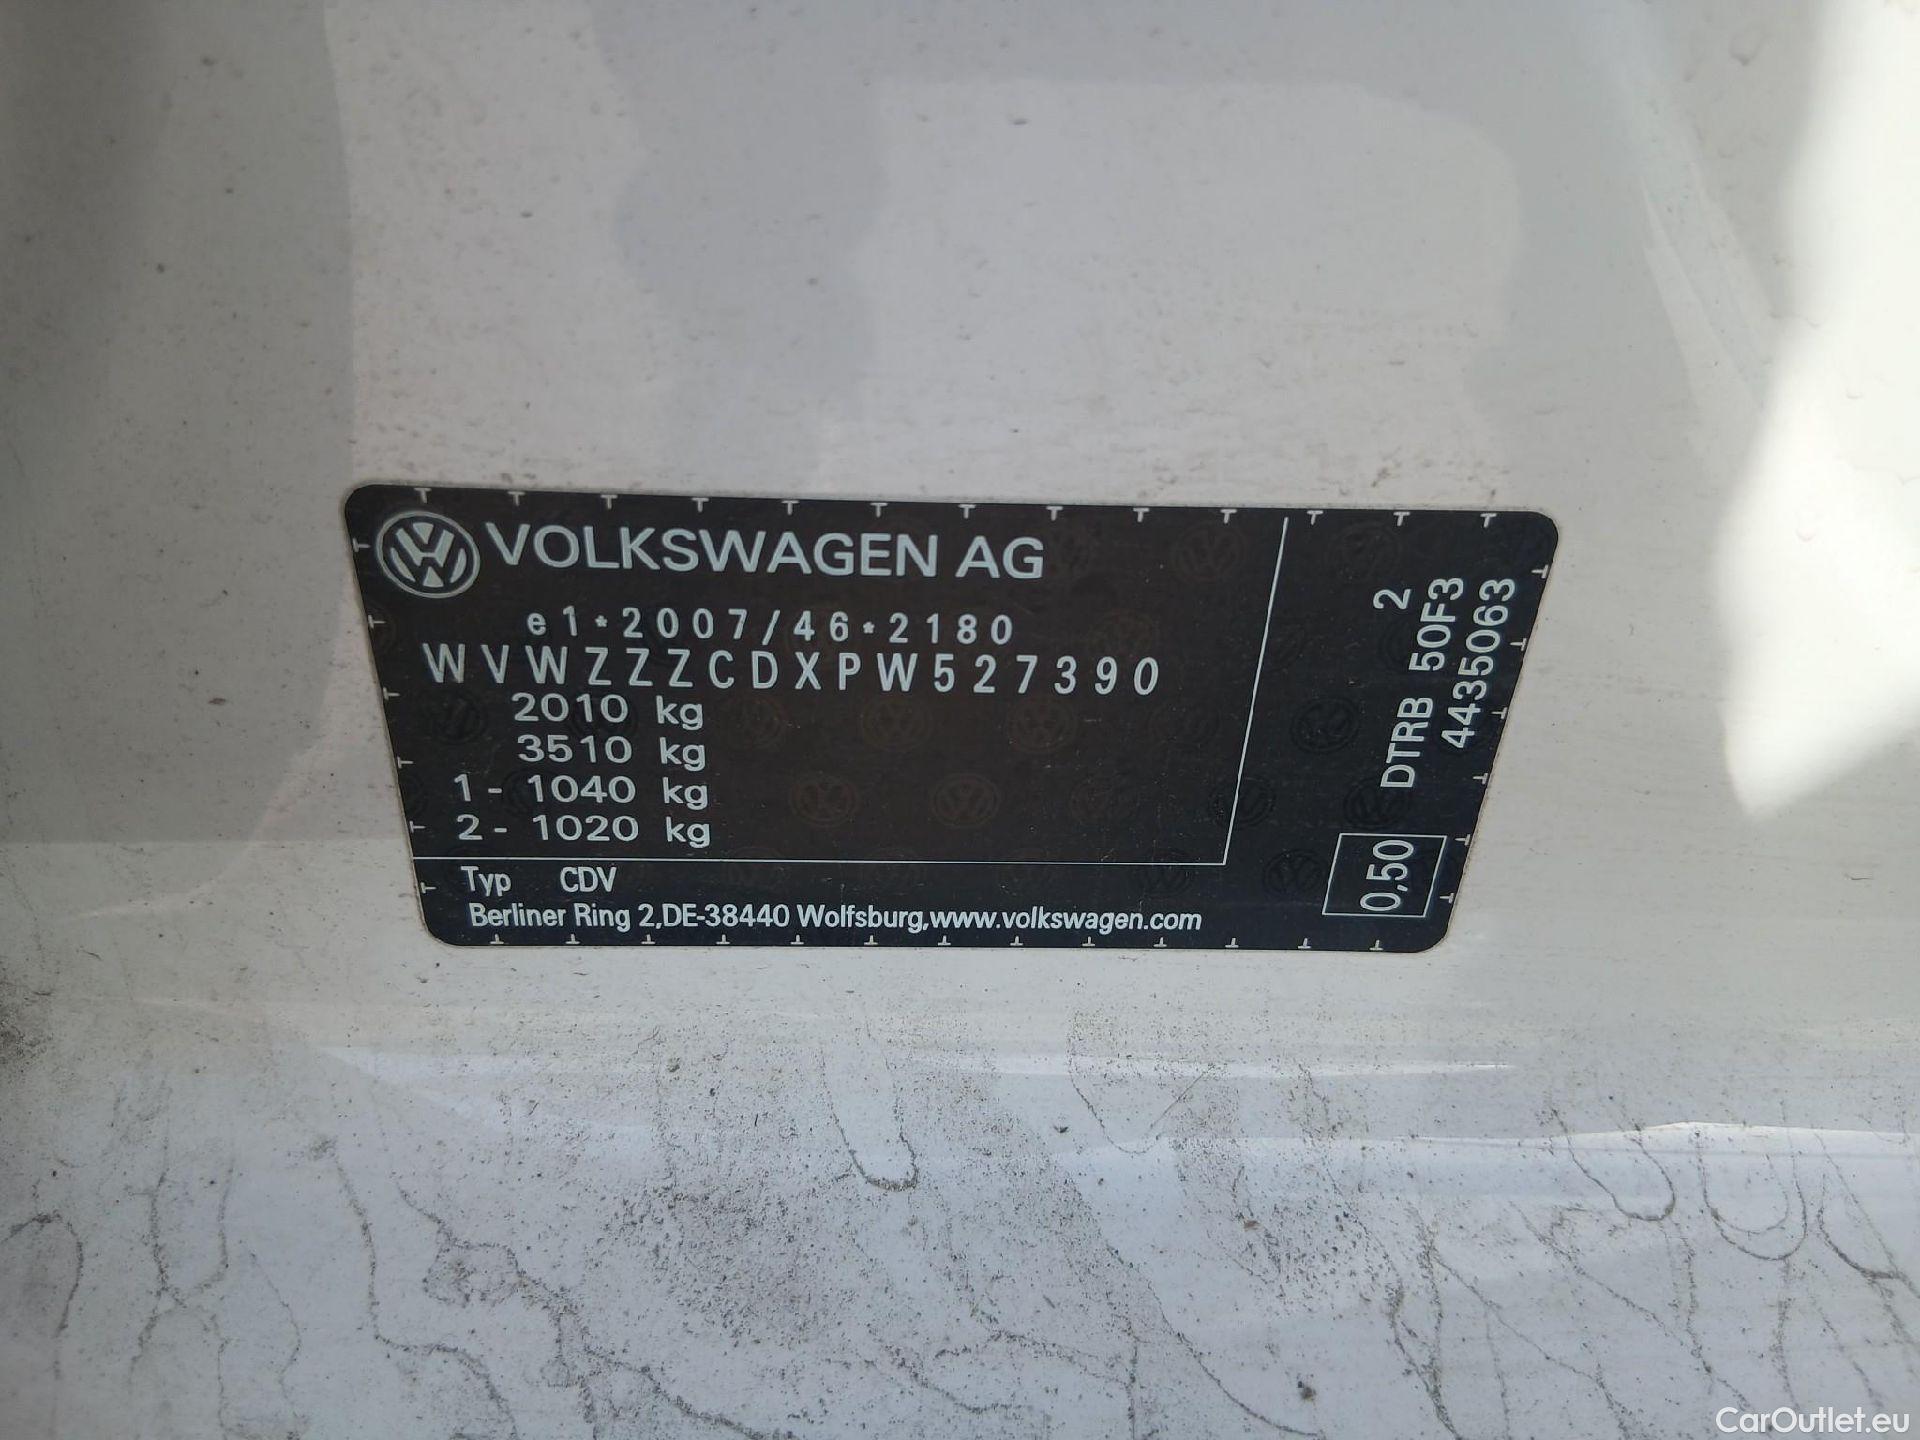 VOLKSWAGEN AG
e1*2007/46*2180
WVWZZZCDXPW527390
2010 kg
3510 kg
1- 1040 kg
2- 1020 kg
Typ CDV
Berliner Ring 2,DE-38440 Wolfsburg,www.volkswagen.com
2
DTRB 50F3
4435063
0,50
CarOutlet.eu